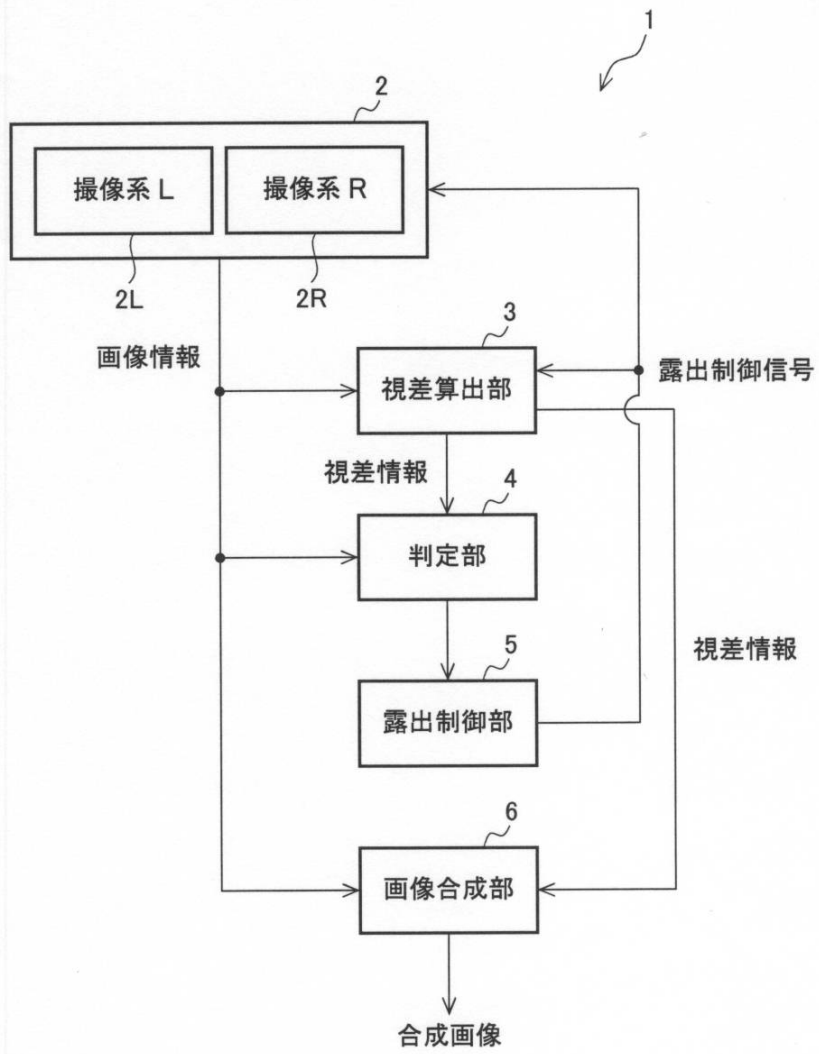 1
2
撮像系 L
撮像系 R
2L
2R
画像情報
3
視差算出部
露出制御信号
視差情報
4
判定部
視差情報
5
露出制御部
6
画像合成部
合成画像